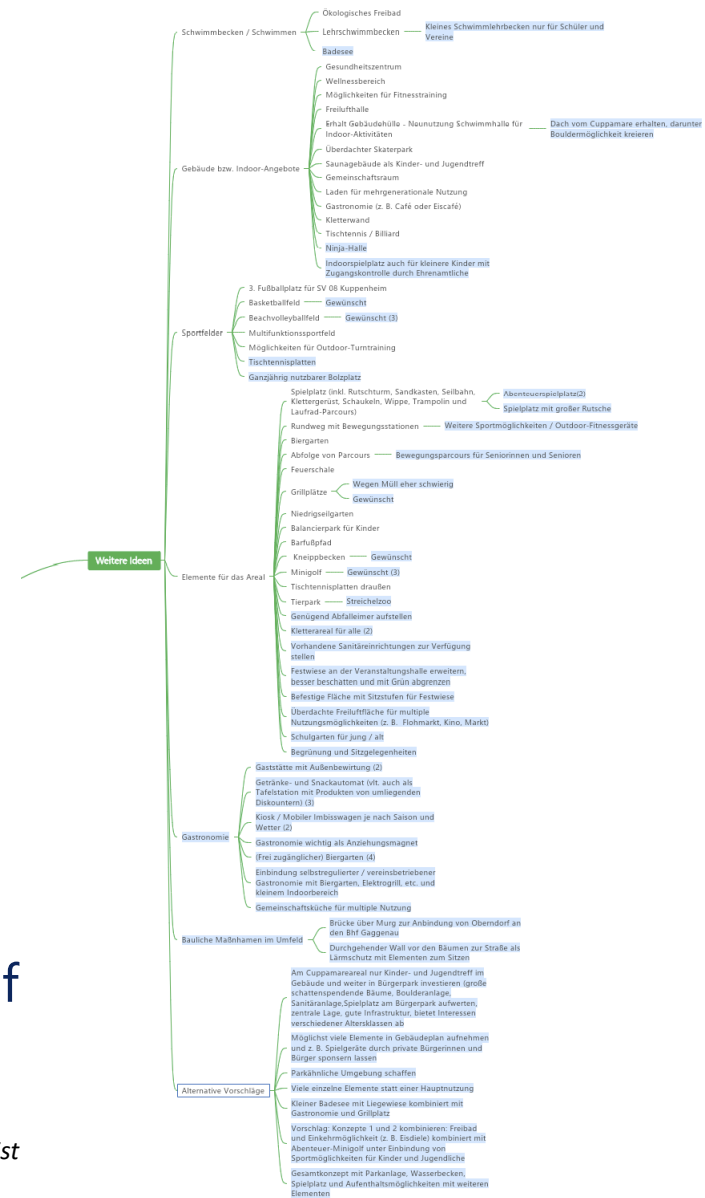 Ökologisches Freibad
Schwimmbecken / Schwimmen
Lehrschwimmbecken
Kleines Schwimmlehrbecken nur für Schüler und
Vereine
Badesee
Gesundheitszentrum
Wellnessbereich
Möglichkeiten für Fitnesstraining
Freilufthalle
Erhalt Gebäudehülle - Neunutzung Schwimmhalle für
Indoor-Aktivitäten
Dach vom Cuppamare erhalten, darunter
Bouldermöglichkeit kreieren
Überdachter Skaterpark
Gebäude bzw. Indoor-Angebote
Saunagebäude als Kinder- und Jugendtreff
Gemeinschaftsraum
Laden für mehrgenerationale Nutzung
Gastronomie (z. B. Café oder Eiscafé)
Kletterwand
Tischtennis / Billiard
Ninja-Halle
Indoorspielplatz auch für kleinere Kinder mit
Zugangskontrolle durch Ehrenamtliche
3. Fußballplatz für SV 08 Kuppenheim
Basketballfeld
Gewünscht
Beachvolleyballfeld
Gewünscht (3)
Sportfelder
Multifunktionssportfeld
Möglichkeiten für Outdoor-Turntraining
Tischtennisplatten
Ganzjährig nutzbarer Bolzplatz
Spielplatz (inkl. Rutschturm, Sandkasten, Seilbahn,
Klettergerüst, Schaukeln, Wippe, Trampolin und
Laufrad-Parcours)
Abenteuerspielplatz(2)
Spielplatz mit großer Rutsche
Rundweg mit Bewegungsstationen
Weitere Sportmöglichkeiten / Outdoor-Fitnessgeräte
Biergarten
Abfolge von Parcours
Bewegungsparcours für Seniorinnen und Senioren
Feuerschale
Grillplätze
Wegen Müll eher schwierig
Gewünscht
Niedrigseilgarten
Balancierpark für Kinder
Barfußpfad
Kneippbecken
Gewünscht
Weitere Ideen
Elemente für das Areal
Minigolf
Gewünscht (3)
Tischtennisplatten draußen
Tierpark
Streichelzoo
Genügend Abfalleimer aufstellen
Kletterareal für alle (2)
Vorhandene Sanitäreinrichtungen zur Verfügung
stellen
Festwiese an der Veranstaltungshalle erweitern,
besser beschatten und mit Grün abgrenzen
Befestige Fläche mit Sitzstufen für Festwiese
Überdachte Freiluftfläche für multiple
Nutzungsmöglichkeiten (z. B. Flohmarkt, Kino, Markt)
Schulgarten für jung / alt
Begrünung und Sitzgelegenheiten
Gaststätte mit Außenbewirtung (2)
Getränke- und Snackautomat (vlt. auch als
Tafelstation mit Produkten von umliegenden
Diskountern) (3)
Kiosk / Mobiler Imbisswagen je nach Saison und
Wetter (2)
Gastronomie
Gastronomie wichtig als Anziehungsmagnet
(Frei zugänglicher) Biergarten (4)
Einbindung selbstregulierter / vereinsbetriebener
Gastronomie mit Biergarten, Elektrogrill, etc. und
kleinem Indoorbereich
Gemeinschaftsküche für multiple Nutzung
Bauliche Maßnhamen im Umfeld
Brücke über Murg zur Anbindung von Oberndorf an
den Bhf Gaggenau
Durchgehender Wall vor den Bäumen zur Straße als
Lärmschutz mit Elementen zum Sitzen
f
Am Cuppamareareal nur Kinder- und Jugendtreff im
Gebäude und weiter in Bürgerpark investieren (große
schattenspendende Bäume, Boulderanlage,
Sanitäranlage,Spielplatz am Bürgerpark aufwerten,
zentrale Lage, gute Infrastruktur, bietet Interessen
verschiedener Altersklassen ab
Möglichst viele Elemente in Gebäudeplan aufnehmen
und z. B. Spielgeräte durch private Bürgerinnen und
Bürger sponsern lassen
Parkähnliche Umgebung schaffen
Alternative Vorschläge
Viele einzelne Elemente statt einer Hauptnutzung
Kleiner Badesee mit Liegewiese kombiniert mit
Gastronomie und Grillplatz
Vorschlag: Konzepte 1 und 2 kombinieren: Freibad
und Einkehrmöglichkeit (z. B. Eisdiele) kombiniert mit
Abenteuer-Minigolf unter Einbindung von
Sportmöglichkeiten für Kinder und Jugendliche
ist
Gesamtkonzept mit Parkanlage, Wasserbecken,
Spielplatz und Aufenthaltsmöglichkeiten mit weiteren
Elementen